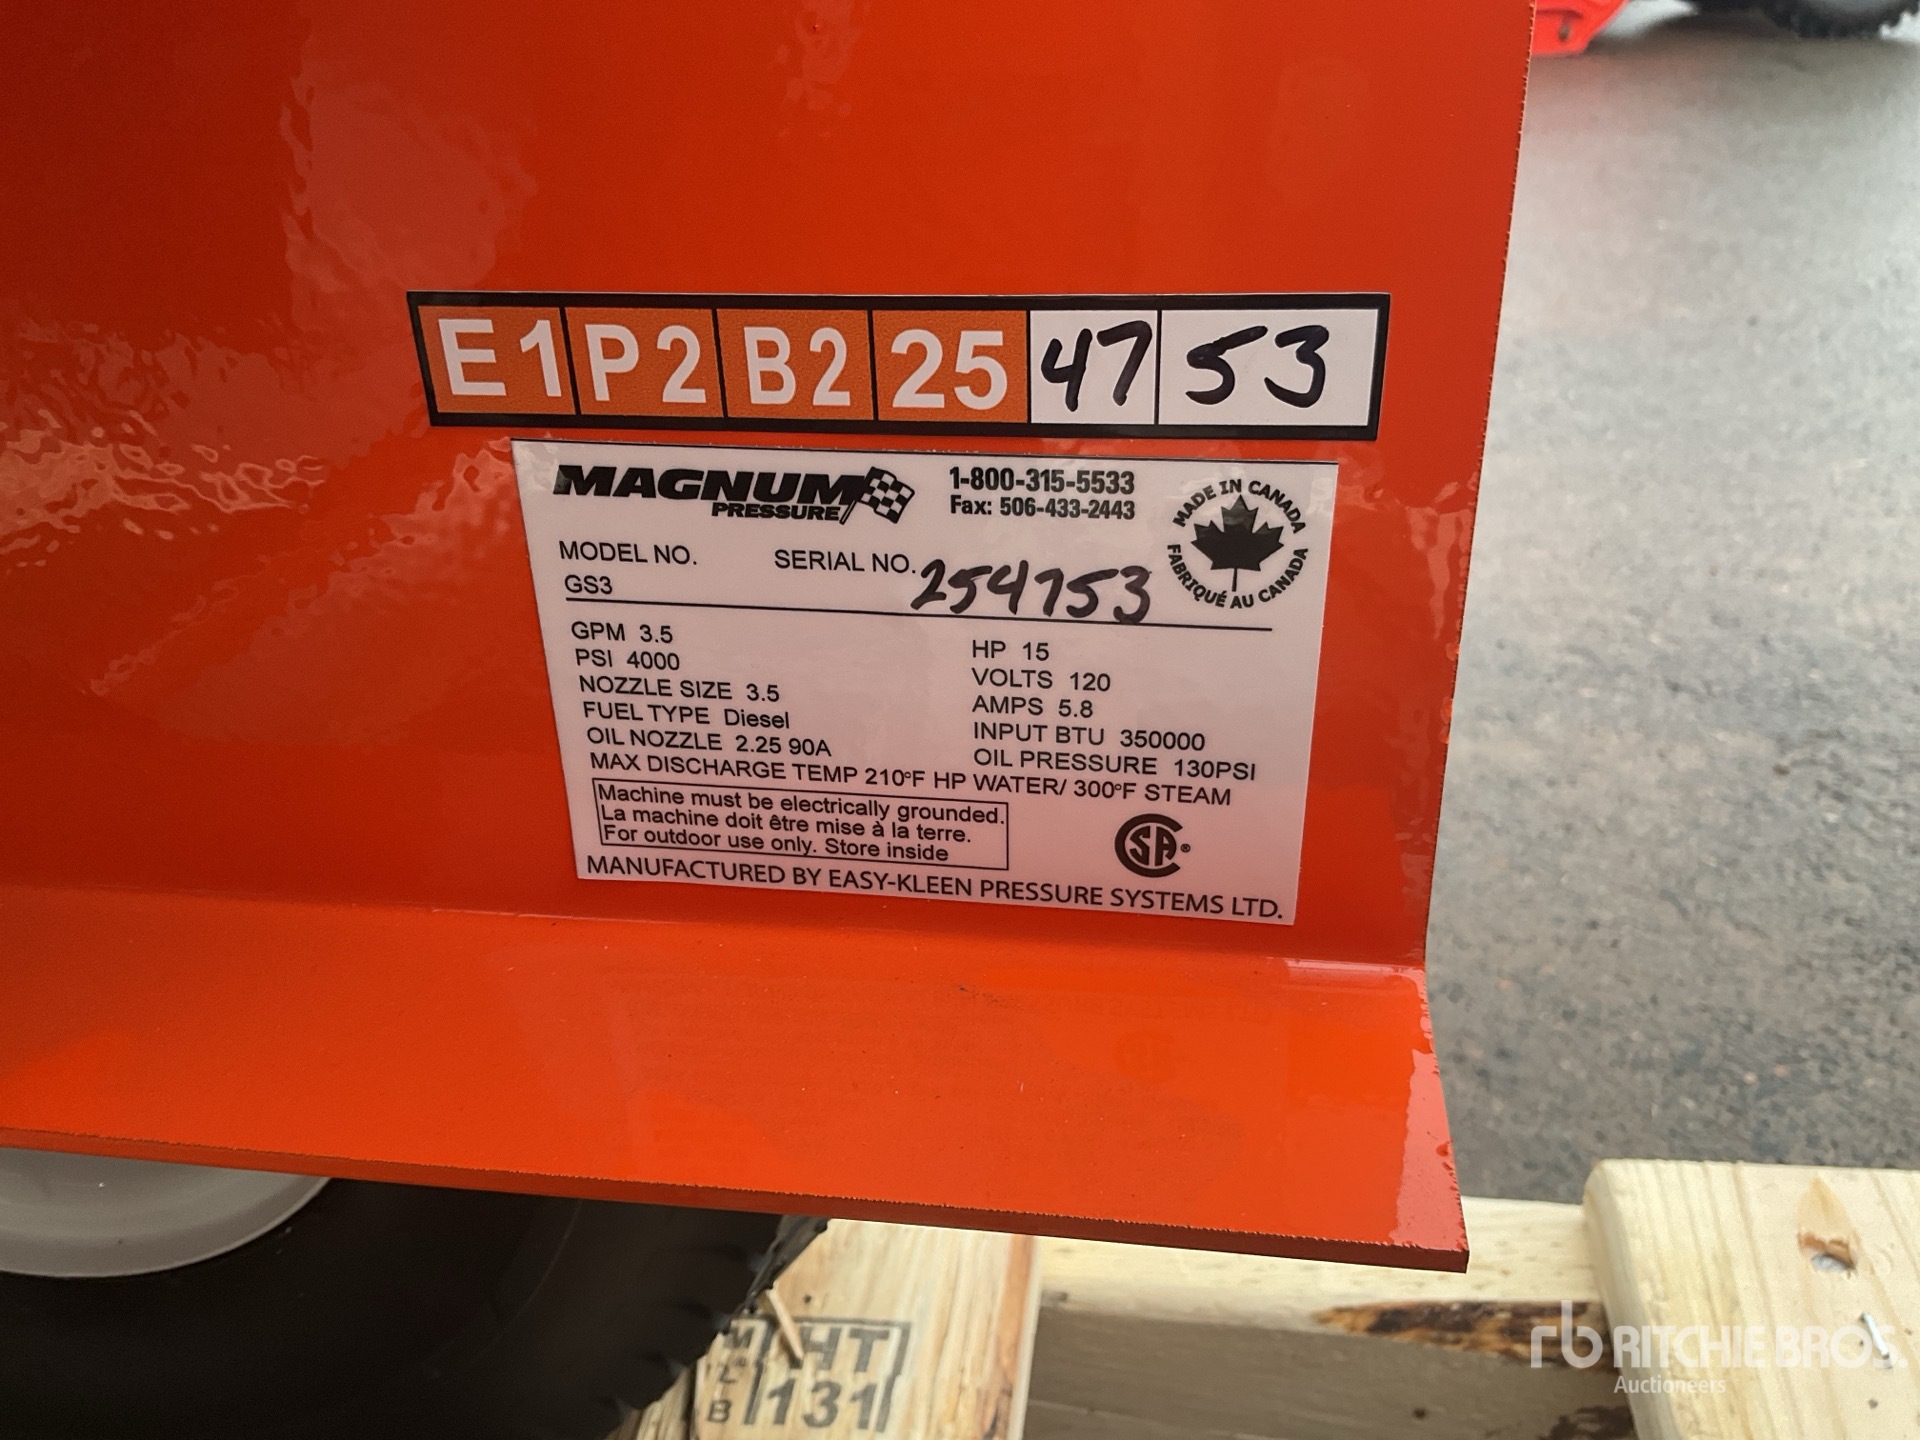 E1 P2 B2 25 47 53
MAGNUM
PRESSURE
1-800-315-5533
Fax: 506-433-2443
MADE IN CANADA
FABRIQUÉ AU CANADA
MODEL NO. SERIAL NO. 254753
GS3
GPM 3.5
PSI 4000
NOZZLE SIZE 3.5
FUEL TYPE Diesel
OIL NOZZLE 2.25 90A
HP 15
VOLTS 120
AMPS 5.8
INPUT BTU 350000
OIL PRESSURE 130PSI
MAX DISCHARGE TEMP 210°F HP WATER/ 300°F STEAM
Machine must be electrically grounded.
La machine doit être mise à la terre.
For outdoor use only. Store inside
CSA®
MANUFACTURED BY EASY-KLEEN PRESSURE SYSTEMS LTD.
HT
131
rb RITCHIE BROS.
Auctioneers